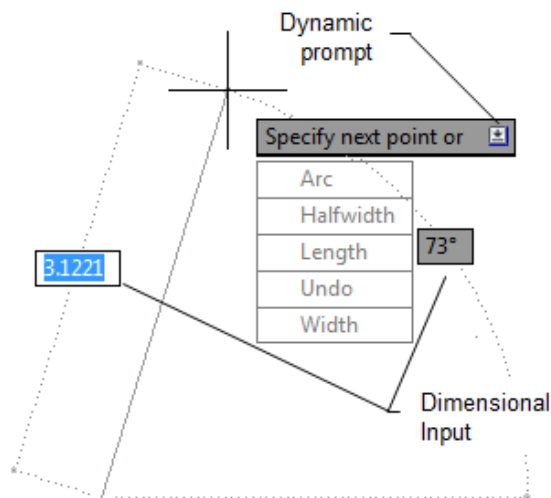 Dynamic
prompt
Specify next point or
Arc
Halfwidth
Length
Undo
Width
3.1221
73°
Dimensional
Input